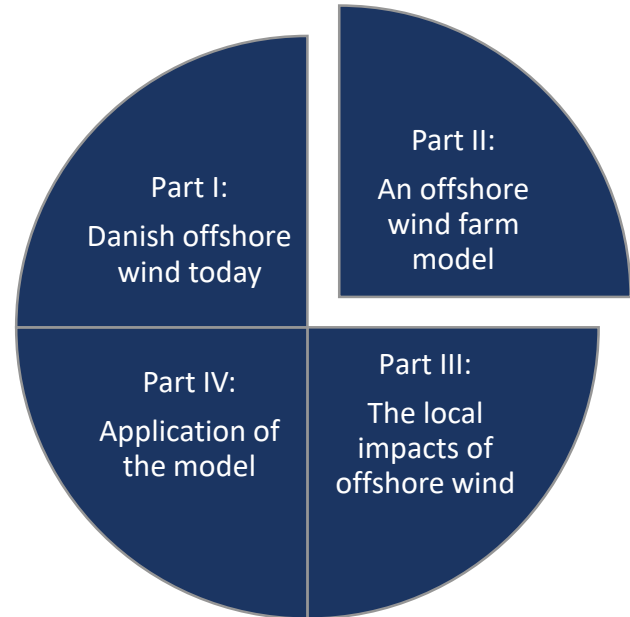 Part I:
Danish offshore
wind today
Part II:
An offshore
wind farm
model
Part III:
The local
impacts of
offshore wind
Part IV:
Application of
the model